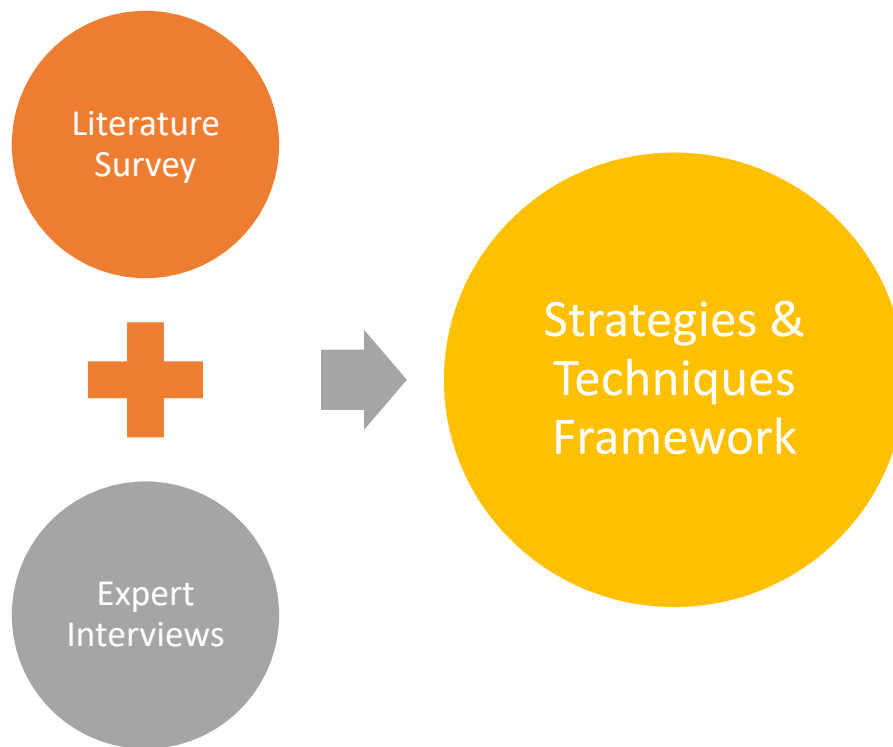 Literature
Survey
Expert
Interviews
Strategies &
Techniques
Framework